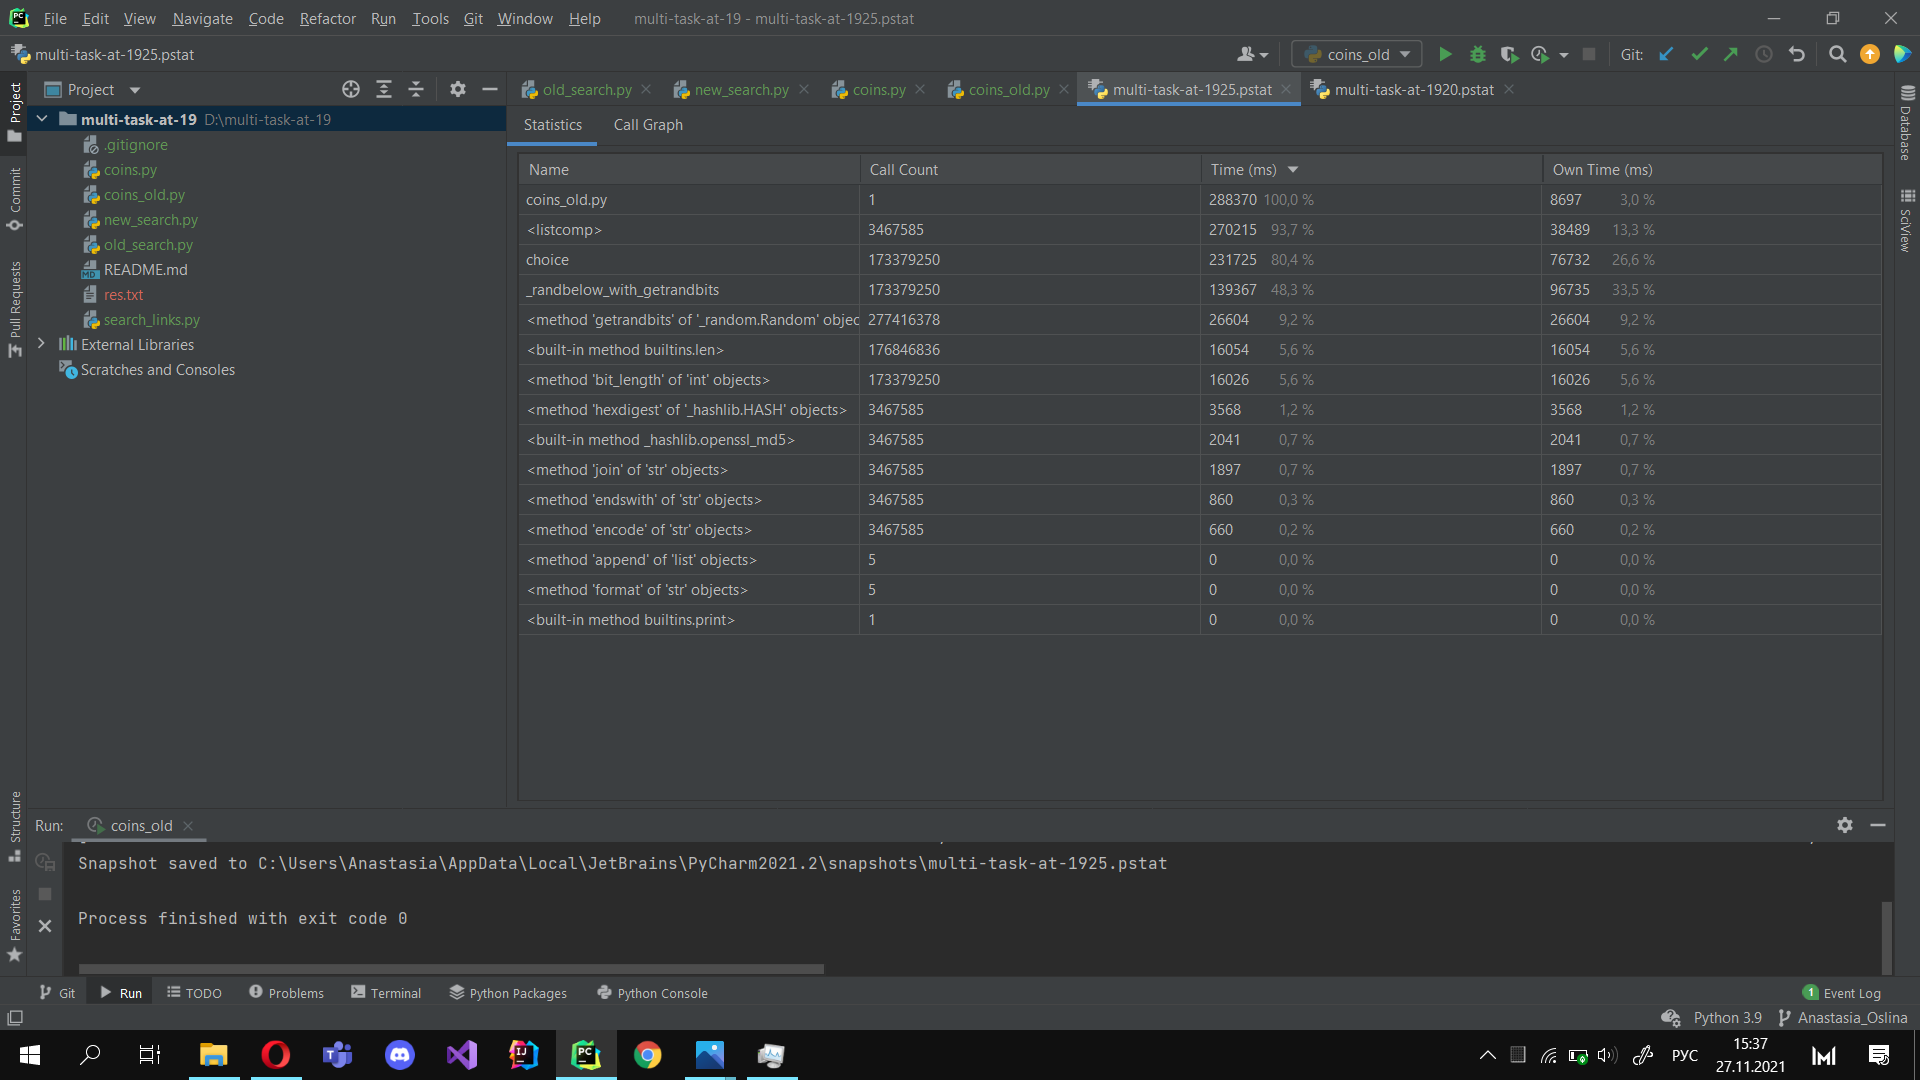 File Edit View Navigate Code Refactor Run Tools Git Window Help multi-task-at-19 - multi-task-at-1925.pstat
multi-task-at-1925.pstat coins_old Git:
Project
old_search.py new_search.py coins.py coins_old.py multi-task-at-1925.pstat multi-task-at-1920.pstat
multi-task-at-19 D:\multi-task-at-19
.gitignore
coins.py
coins_old.py
new_search.py
old_search.py
README.md
res.txt
search_links.py
External Libraries
Scratches and Consoles
Project
Commit
Pull Requests
Structure
Favorites
Database
SciView
Statistics Call Graph
Name Call Count Time (ms) Own Time (ms)
coins_old.py 1 288370 100,0 % 8697 3,0 %
<listcomp> 3467585 270215 93,7 % 38489 13,3 %
choice 173379250 231725 80,4 % 76732 26,6 %
_randbelow_with_getrandbits 173379250 139367 48,3 % 96735 33,5 %
<method 'getrandbits' of '_random.Random' objec 277416378 26604 9,2 % 26604 9,2 %
<built-in method builtins.len> 176846836 16054 5,6 % 16054 5,6 %
<method 'bit_length' of 'int' objects> 173379250 16026 5,6 % 16026 5,6 %
<method 'hexdigest' of '_hashlib.HASH' objects> 3467585 3568 1,2 % 3568 1,2 %
<built-in method _hashlib.openssl_md5> 3467585 2041 0,7 % 2041 0,7 %
<method 'join' of 'str' objects> 3467585 1897 0,7 % 1897 0,7 %
<method 'endswith' of 'str' objects> 3467585 860 0,3 % 860 0,3 %
<method 'encode' of 'str' objects> 3467585 660 0,2 % 660 0,2 %
<method 'append' of 'list' objects> 5 0 0,0 % 0 0,0 %
<method 'format' of 'str' objects> 5 0 0,0 % 0 0,0 %
<built-in method builtins.print> 1 0 0,0 % 0 0,0 %
Run: coins_old
Snapshot saved to C:\Users\Anastasia\AppData\Local\JetBrains\PyCharm2021.2\snapshots\multi-task-at-1925.pstat
Process finished with exit code 0
Git Run TODO Problems Terminal Python Packages Python Console 1 Event Log
Python 3.9 Anastasia_Oslina
РУС 15:37
27.11.2021